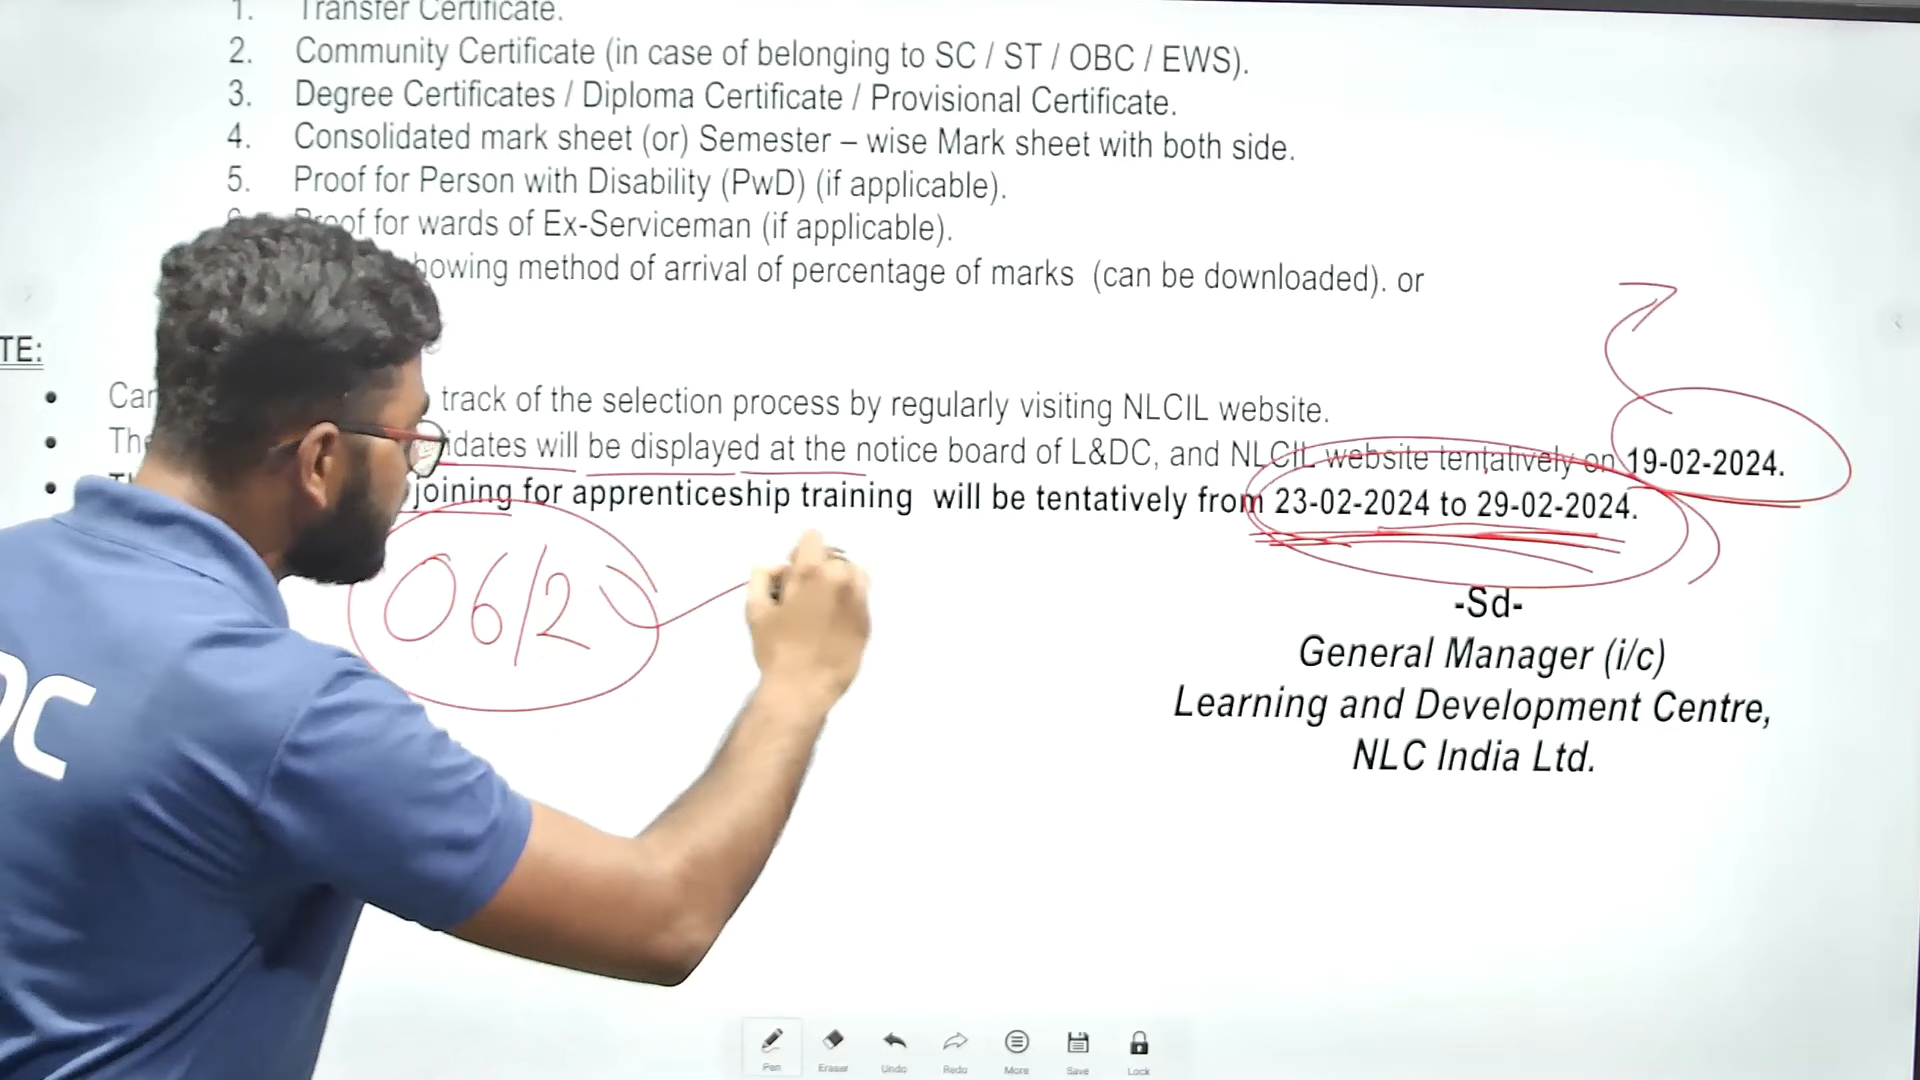 1. Transfer Certificate.
2. Community Certificate (in case of belonging to SC / ST / OBC / EWS).
3. Degree Certificates / Diploma Certificate / Provisional Certificate.
4. Consolidated mark sheet (or) Semester – wise Mark sheet with both side.
5. Proof for Person with Disability (PwD) (if applicable).
6. Proof for wards of Ex-Serviceman (if applicable).
howing method of arrival of percentage of marks (can be downloaded). or
TE:
• Can track of the selection process by regularly visiting NLCIL website.
• The idates will be displayed at the notice board of L&DC, and NLCIL website tentatively on 19-02-2024.
• joining for apprenticeship training will be tentatively from 23-02-2024 to 29-02-2024.
06/2
-Sd-
General Manager (i/c)
Learning and Development Centre,
NLC India Ltd.
DC
Pen Eraser Undo Redo More Save Lock